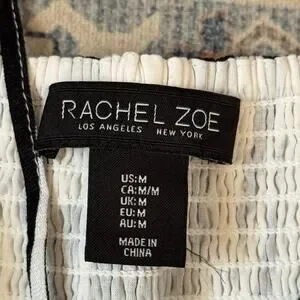 RACHEL ZOE
LOS ANGELES NEW YORK
US: M
CA: M/M
UK: M
EU: M
AU: M
MADE IN
CHINA